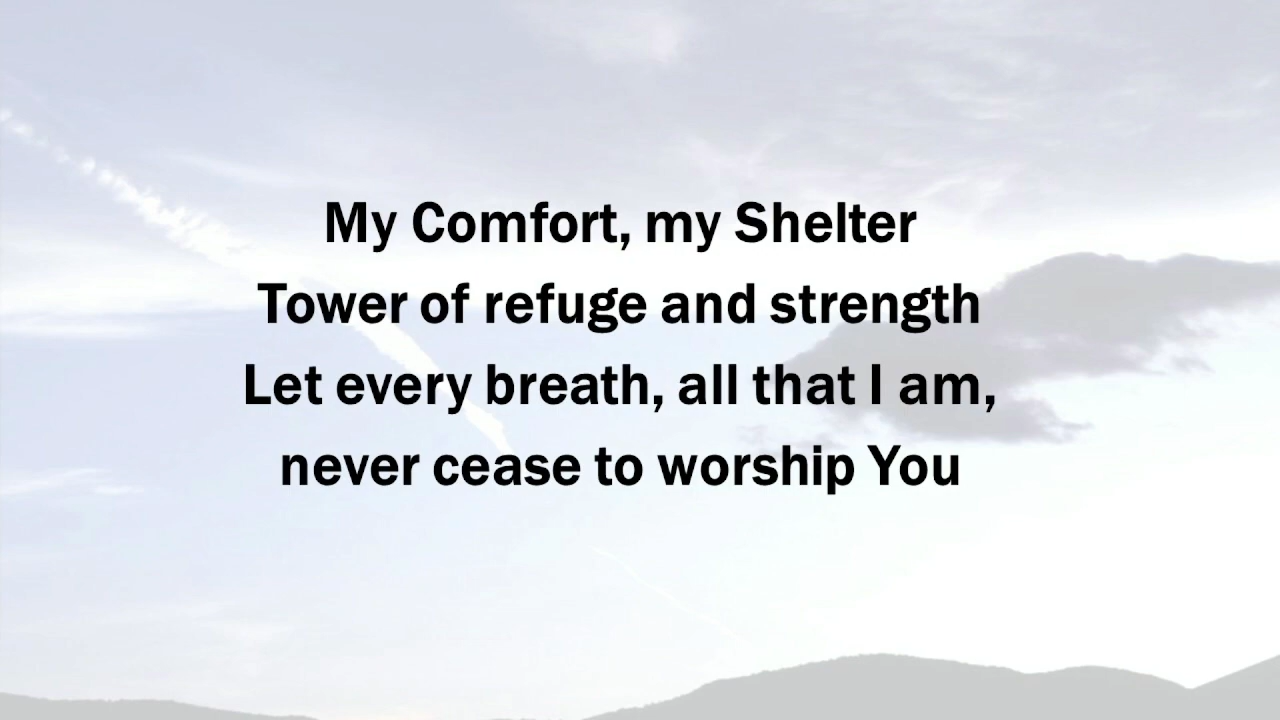 My Comfort, my Shelter
Tower of refuge and strength
Let every breath, all that I am,
never cease to worship You